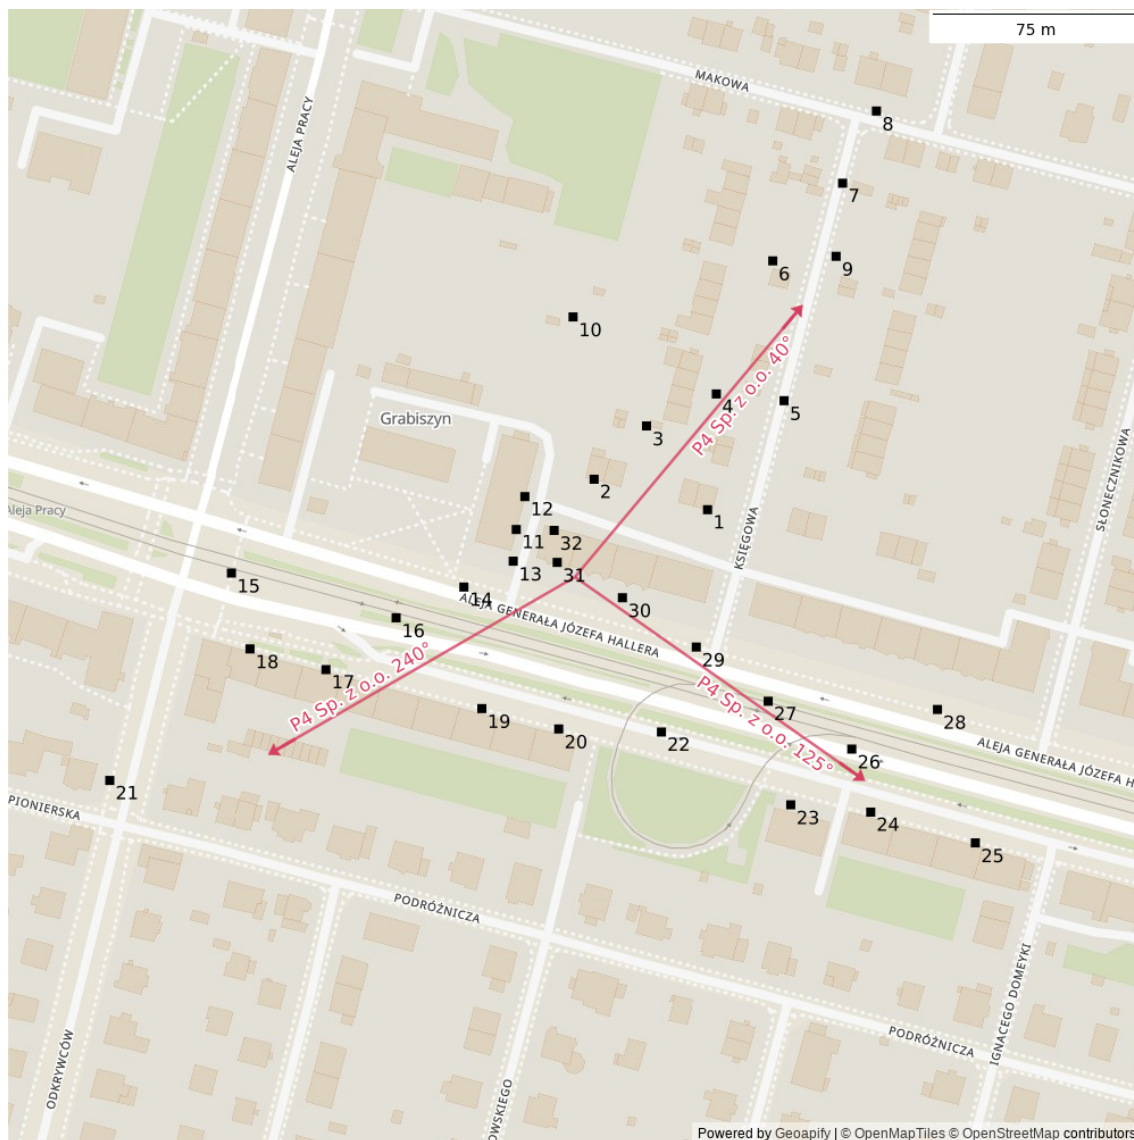 75 m
MAKOWA
8
ALEJA PRACY
7
9
6
P4 Sp. z o.o. 40°
10
4
5
Grabiszyn
3
SŁONECZNIKOWA
2
12
1
Aleja Pracy
KSIĘGOWA
11
32
13
31
15
14
30
ALEJA GENERAŁA JÓZEFA HALLERA
16
29
18
17
P4 Sp. z o.o. 240°
P4 Sp. z o.o. 125°
27
28
19
20
22
26
ALEJA GENERAŁA JÓZEFA H
21
23
24
PIONIERSKA
25
PODRÓŻNICZA
IGNACEGO DOMEYKI
PODRÓŻNICZA
ODKRYWCÓW
OWSKIEGO
Powered by Geoapify | © OpenMapTiles © OpenStreetMap contributors